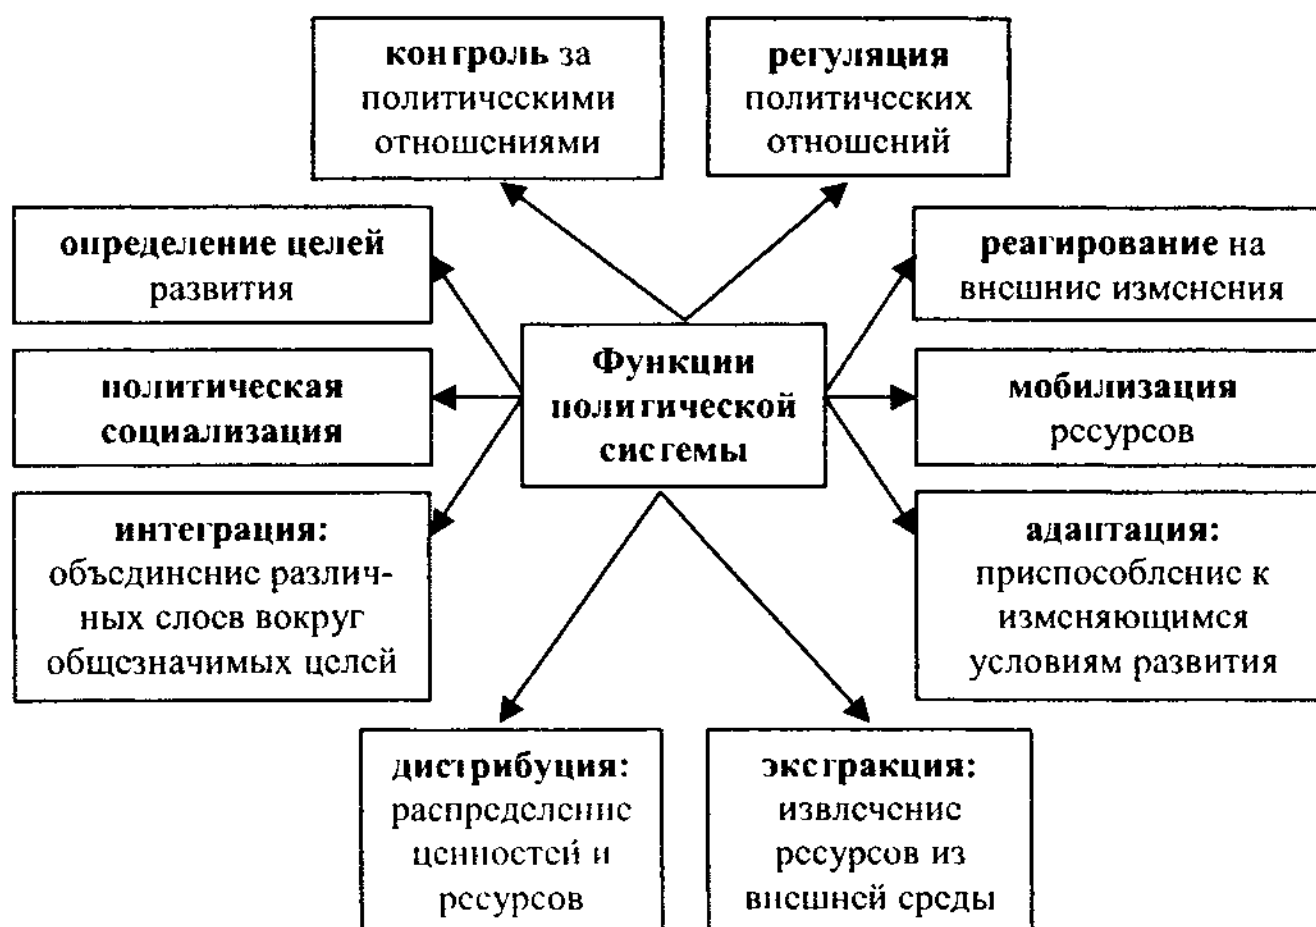 контроль за
политическими
отношениями
регуляция
политических
отношений
определение целей
развития
реагирование на
внешние изменения
Функции
политической
системы
политическая
социализация
мобилизация
ресурсов
интеграция:
объединение различ-
ных слоев вокруг
общезначимых целей
адаптация:
приспособление к
изменяющимся
условиям развития
дистрибуция:
распределение
ценностей и
ресурсов
экстракция:
извлечение
ресурсов из
внешней среды